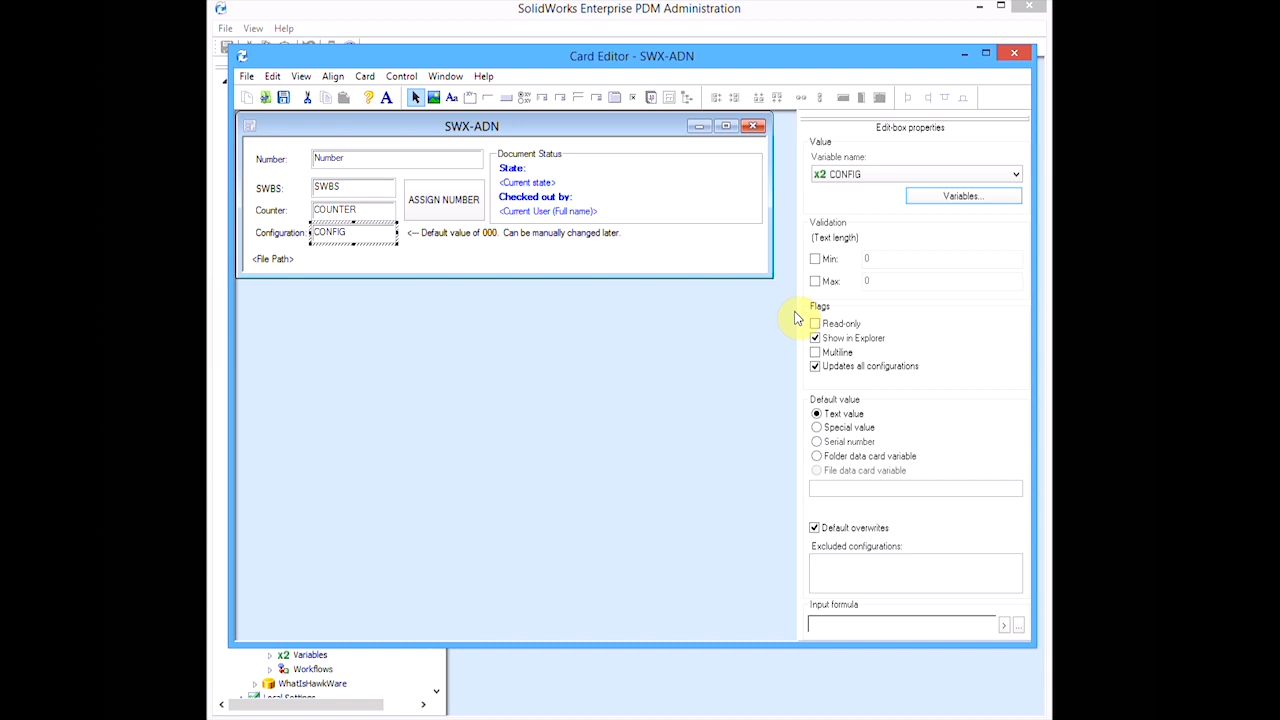 SolidWorks Enterprise PDM Administration
File View Help
Card Editor - SWX-ADN
File Edit View Align Card Control Window Help
SWX-ADN
Number: Number
SWBS: SWBS
Counter: COUNTER
Configuration: CONFIG
ASSIGN NUMBER
<--- Default value of 000. Can be manually changed later.
<File Path>
Document Status
State:
<Current state>
Checked out by:
<Current User (Full name)>
Edit-box properties
Value
Variable name:
x2 CONFIG
Variables...
Validation
(Text length)
Min: 0
Max: 0
Flags
Read-only
Show in Explorer
Multiline
Updates all configurations
Default value
Text value
Special value
Serial number
Folder data card variable
File data card variable
Default overwrites
Excluded configurations:
Input formula
> ...
x2 Variables
Workflows
WhatIsHawkWare
Local Settings